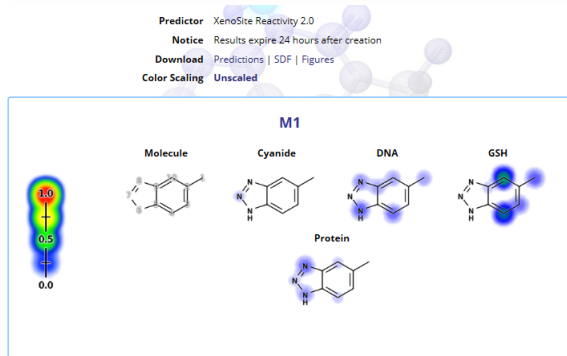 Predictor XenoSite Reactivity 2.0
Notice Results expire 24 hours after creation
Download Predictions | SDF | Figures
Color Scaling Unscaled
M1
Molecule Cyanide DNA GSH
1.0
0.5
0.0
N
N
N
H
N
N
N
H
N
N
N
H
Protein
N
N
N
H